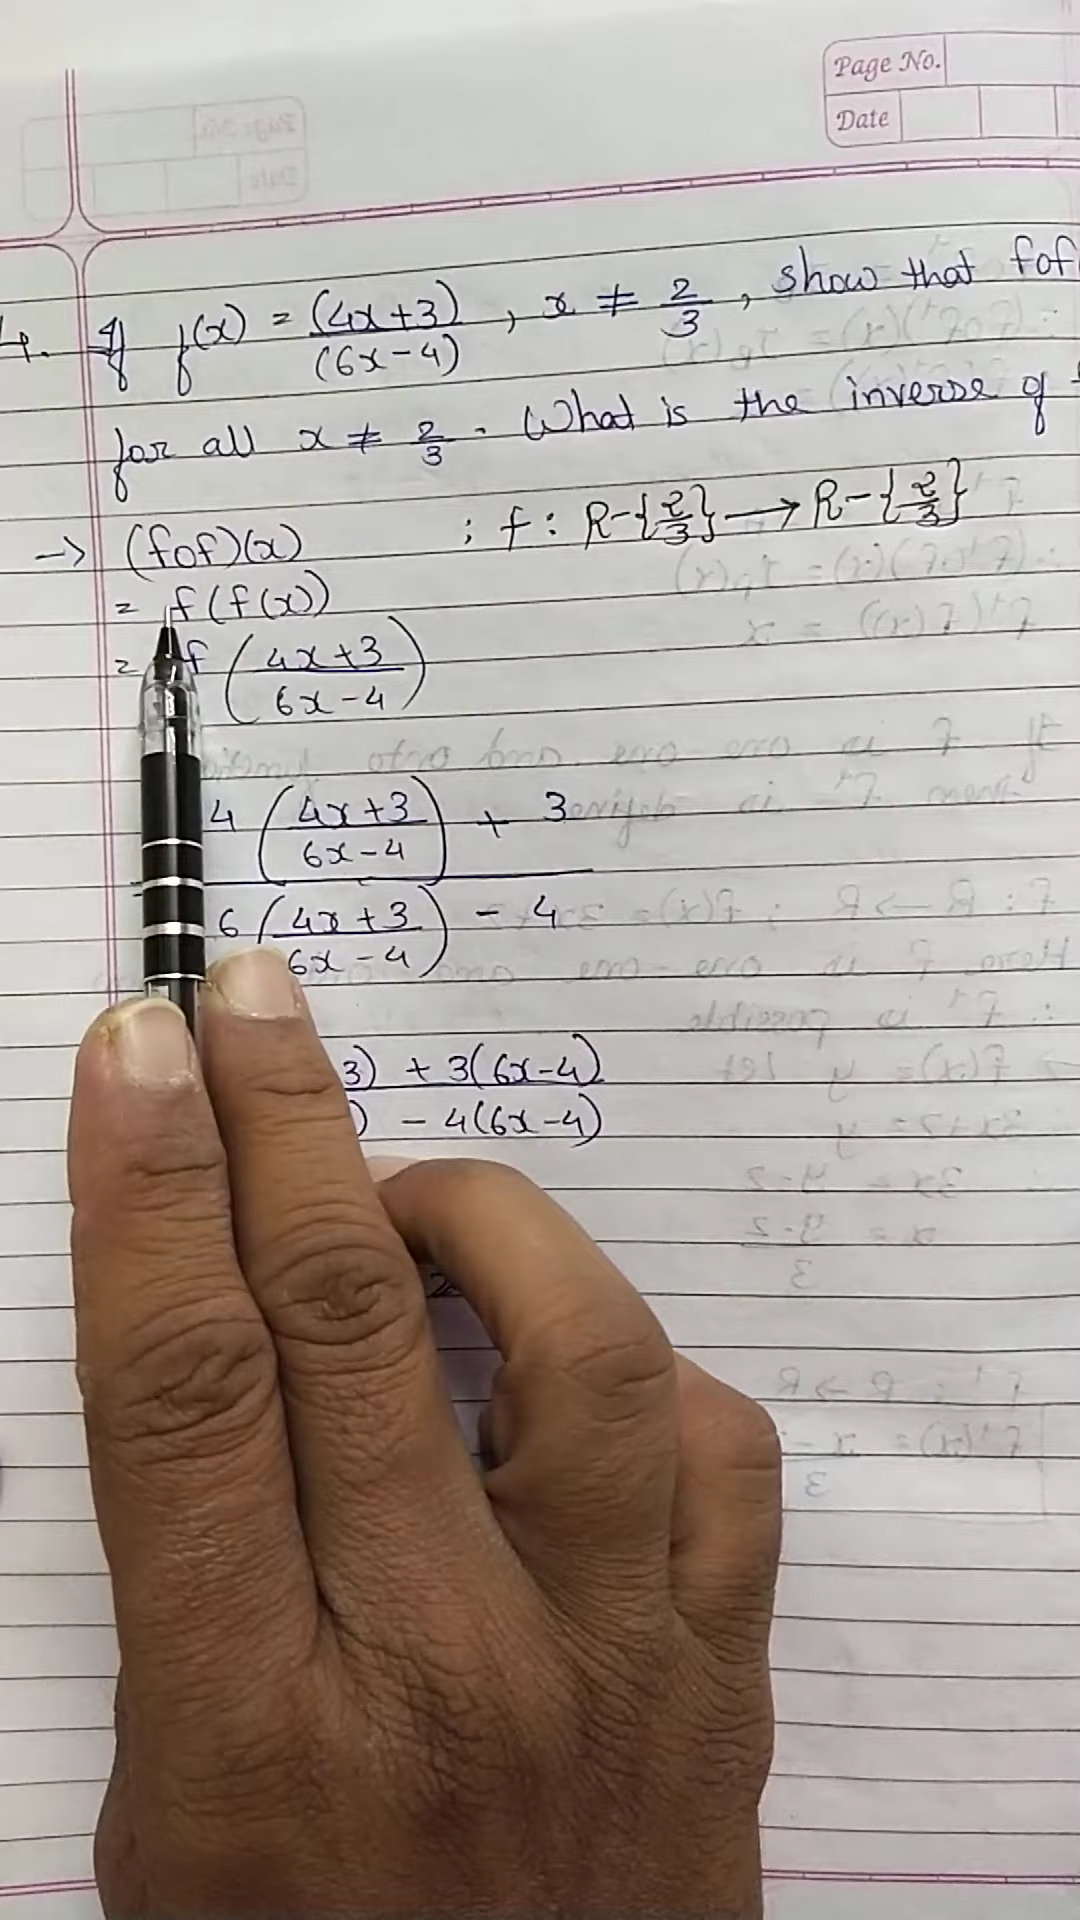 Page No.
Date
4. If f(x) = (4x+3)/(6x-4), x ≠ 2/3, show that fof
for all x ≠ 2/3. What is the inverse of
→ (fof)(x) ; f: R-{2/3} → R-{2/3}
= f(f(x))
= f((4x+3)/(6x-4))
4((4x+3)/(6x-4)) + 3
6((4x+3)/(6x-4)) - 4
3) + 3(6x-4)
) - 4(6x-4)